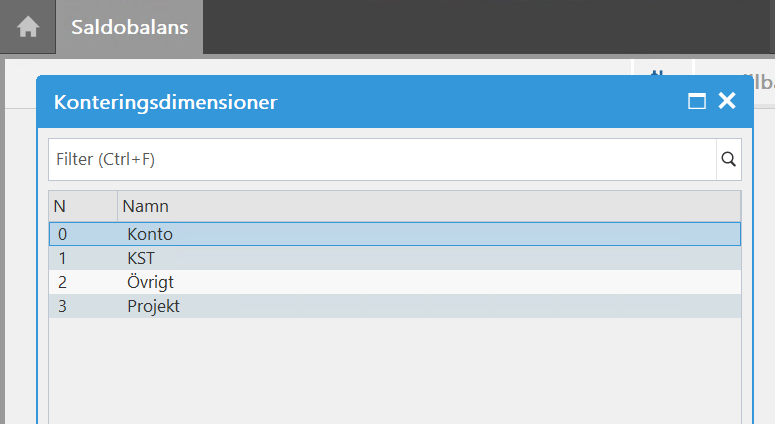 Saldobalans
Konteringsdimensioner
Filter (Ctrl+F)
N Namn
0 Konto
1 KST
2 Övrigt
3 Projekt